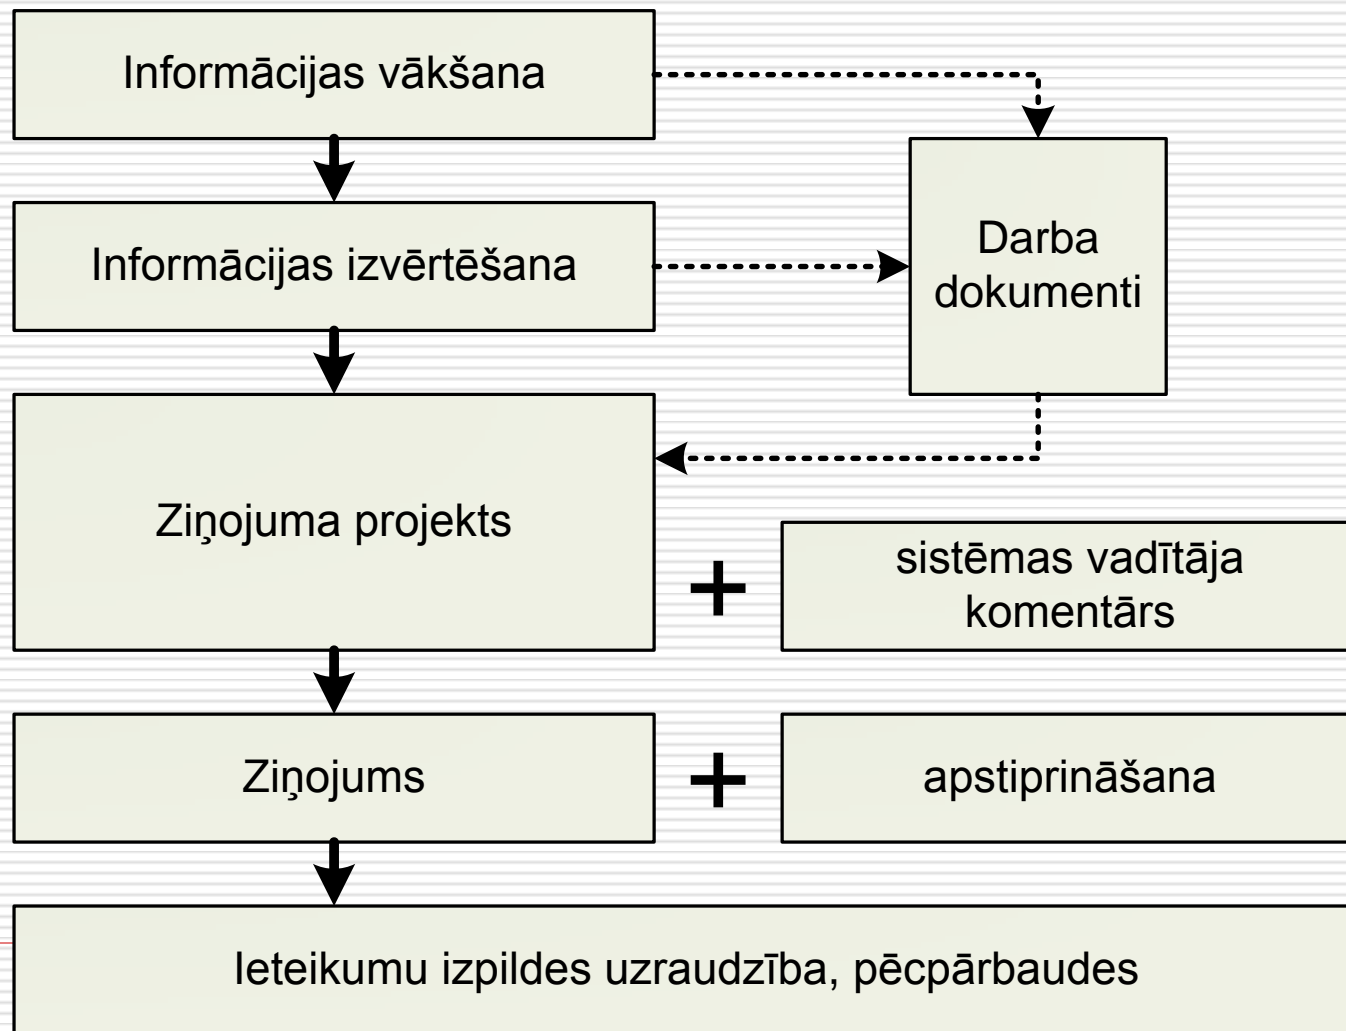 Informācijas vākšana
Informācijas izvērtēšana
Darba
dokumenti
Ziņojuma projekts
+
sistēmas vadītāja
komentārs
Ziņojums
+
apstiprināšana
Ieteikumu izpildes uzraudzība, pēcpārbaudes